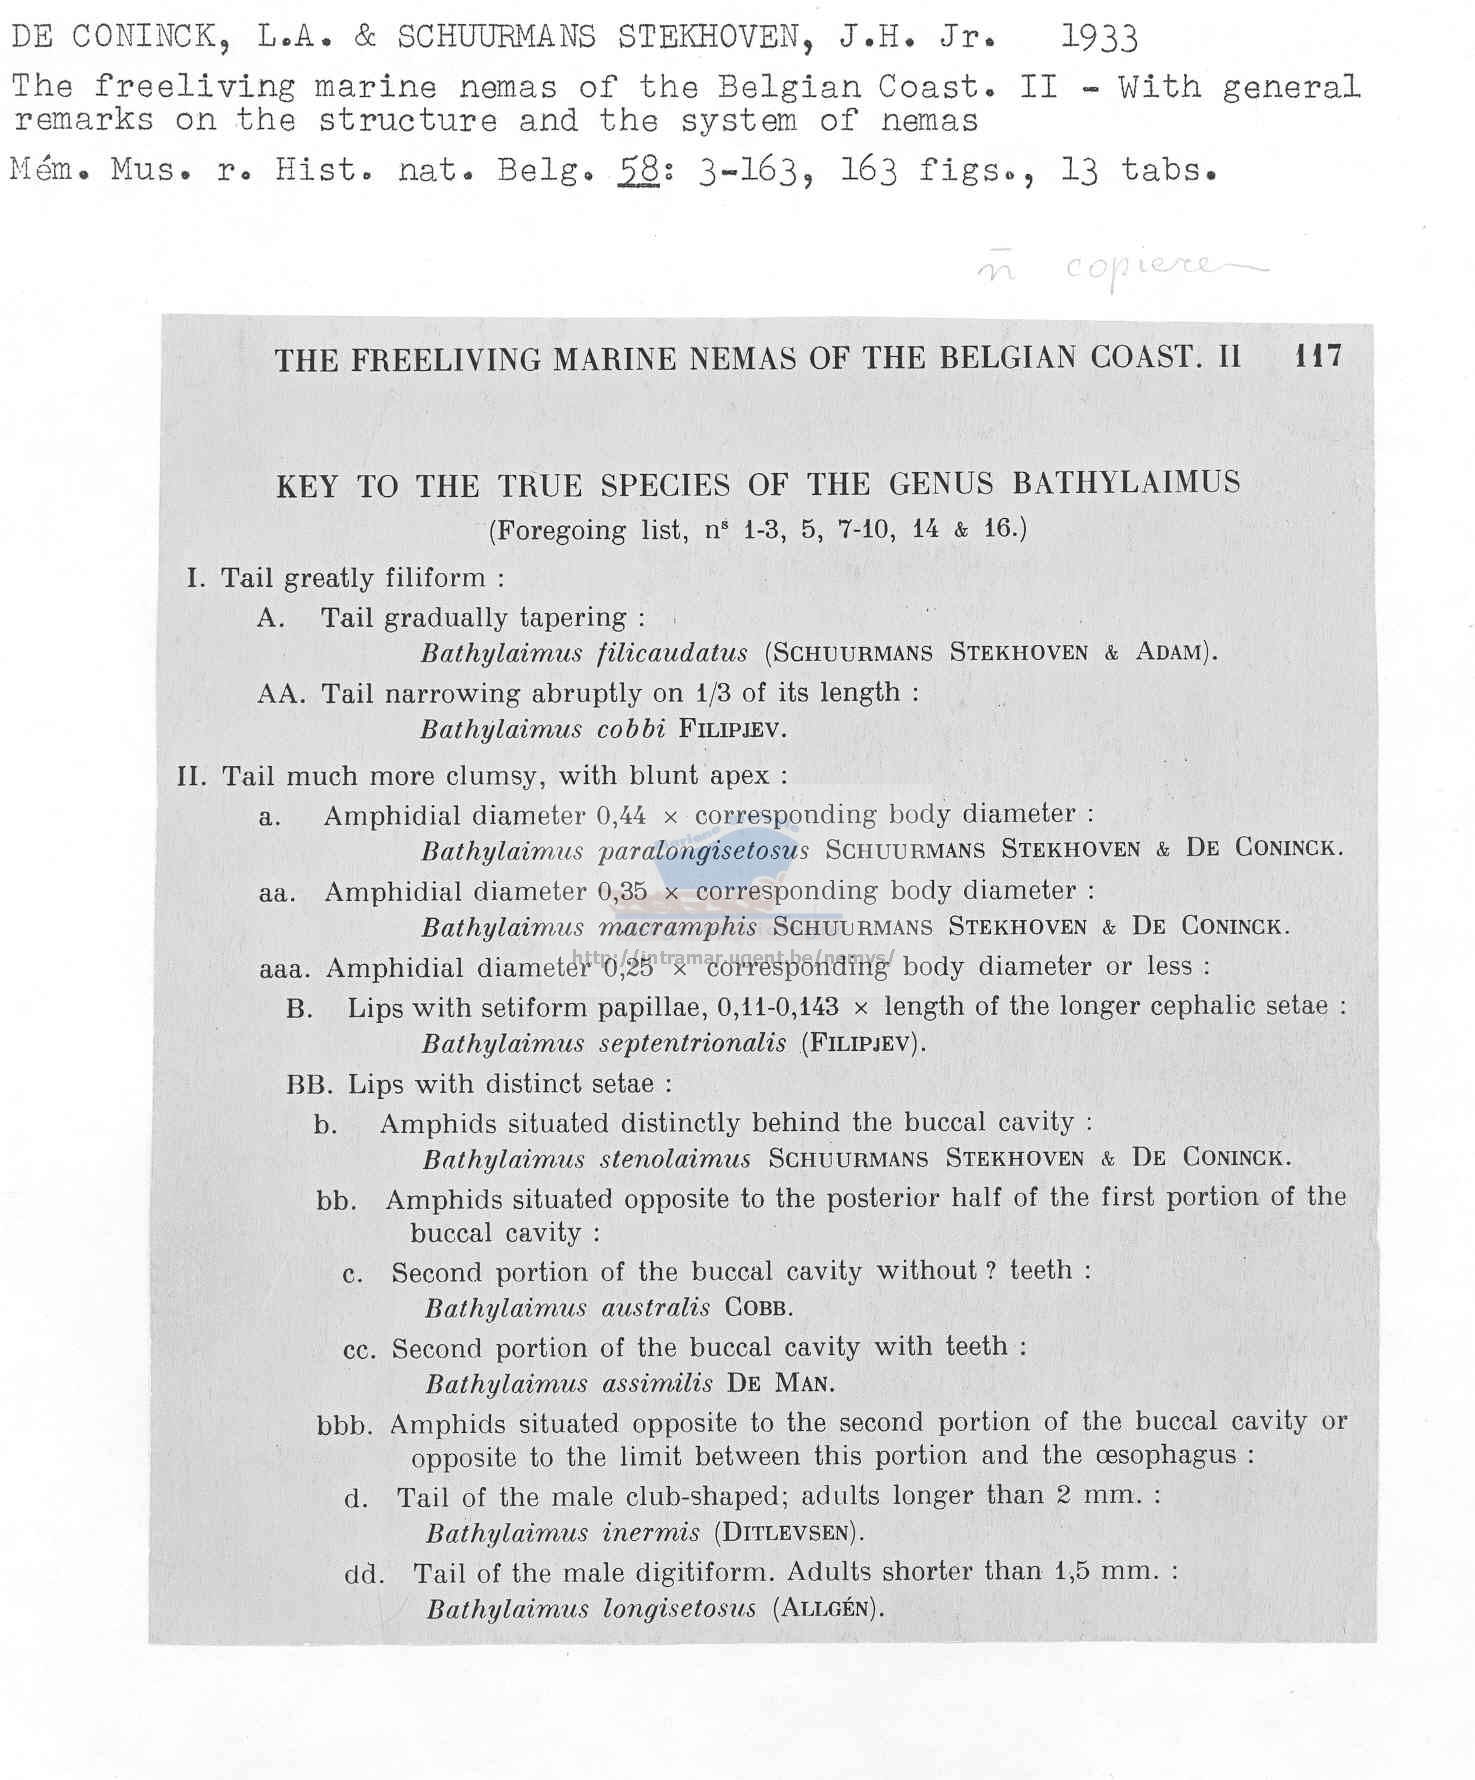 DE CONINCK, L.A. & SCHUURMANS STEKHOVEN, J.H. Jr. 1933
The freeliving marine nemas of the Belgian Coast. II - With general
remarks on the structure and the system of nemas
Mém. Mus. r. Hist. nat. Belg. 58: 3-163, 163 figs., 13 tabs.
n̄ copieren
THE FREELIVING MARINE NEMAS OF THE BELGIAN COAST. II 117
KEY TO THE TRUE SPECIES OF THE GENUS BATHYLAIMUS
(Foregoing list, nˢ 1-3, 5, 7-10, 14 & 16.)
I. Tail greatly filiform :
A. Tail gradually tapering :
Bathylaimus filicaudatus (SCHUURMANS STEKHOVEN & ADAM).
AA. Tail narrowing abruptly on 1/3 of its length :
Bathylaimus cobbi FILIPJEV.
II. Tail much more clumsy, with blunt apex :
a. Amphidial diameter 0,44 × corresponding body diameter :
Bathylaimus paralongisetosus SCHUURMANS STEKHOVEN & DE CONINCK.
aa. Amphidial diameter 0,35 × corresponding body diameter :
Bathylaimus macramphis SCHUURMANS STEKHOVEN & DE CONINCK.
http://intramar.ugent.be/nemys/
aaa. Amphidial diameter 0,25 × corresponding body diameter or less :
B. Lips with setiform papillae, 0,11-0,143 × length of the longer cephalic setae :
Bathylaimus septentrionalis (FILIPJEV).
BB. Lips with distinct setae :
b. Amphids situated distinctly behind the buccal cavity :
Bathylaimus stenolaimus SCHUURMANS STEKHOVEN & DE CONINCK.
bb. Amphids situated opposite to the posterior half of the first portion of the
buccal cavity :
c. Second portion of the buccal cavity without ? teeth :
Bathylaimus australis COBB.
cc. Second portion of the buccal cavity with teeth :
Bathylaimus assimilis DE MAN.
bbb. Amphids situated opposite to the second portion of the buccal cavity or
opposite to the limit between this portion and the œsophagus :
d. Tail of the male club-shaped; adults longer than 2 mm. :
Bathylaimus inermis (DITLEVSEN).
dd. Tail of the male digitiform. Adults shorter than 1,5 mm. :
Bathylaimus longisetosus (ALLGÉN).